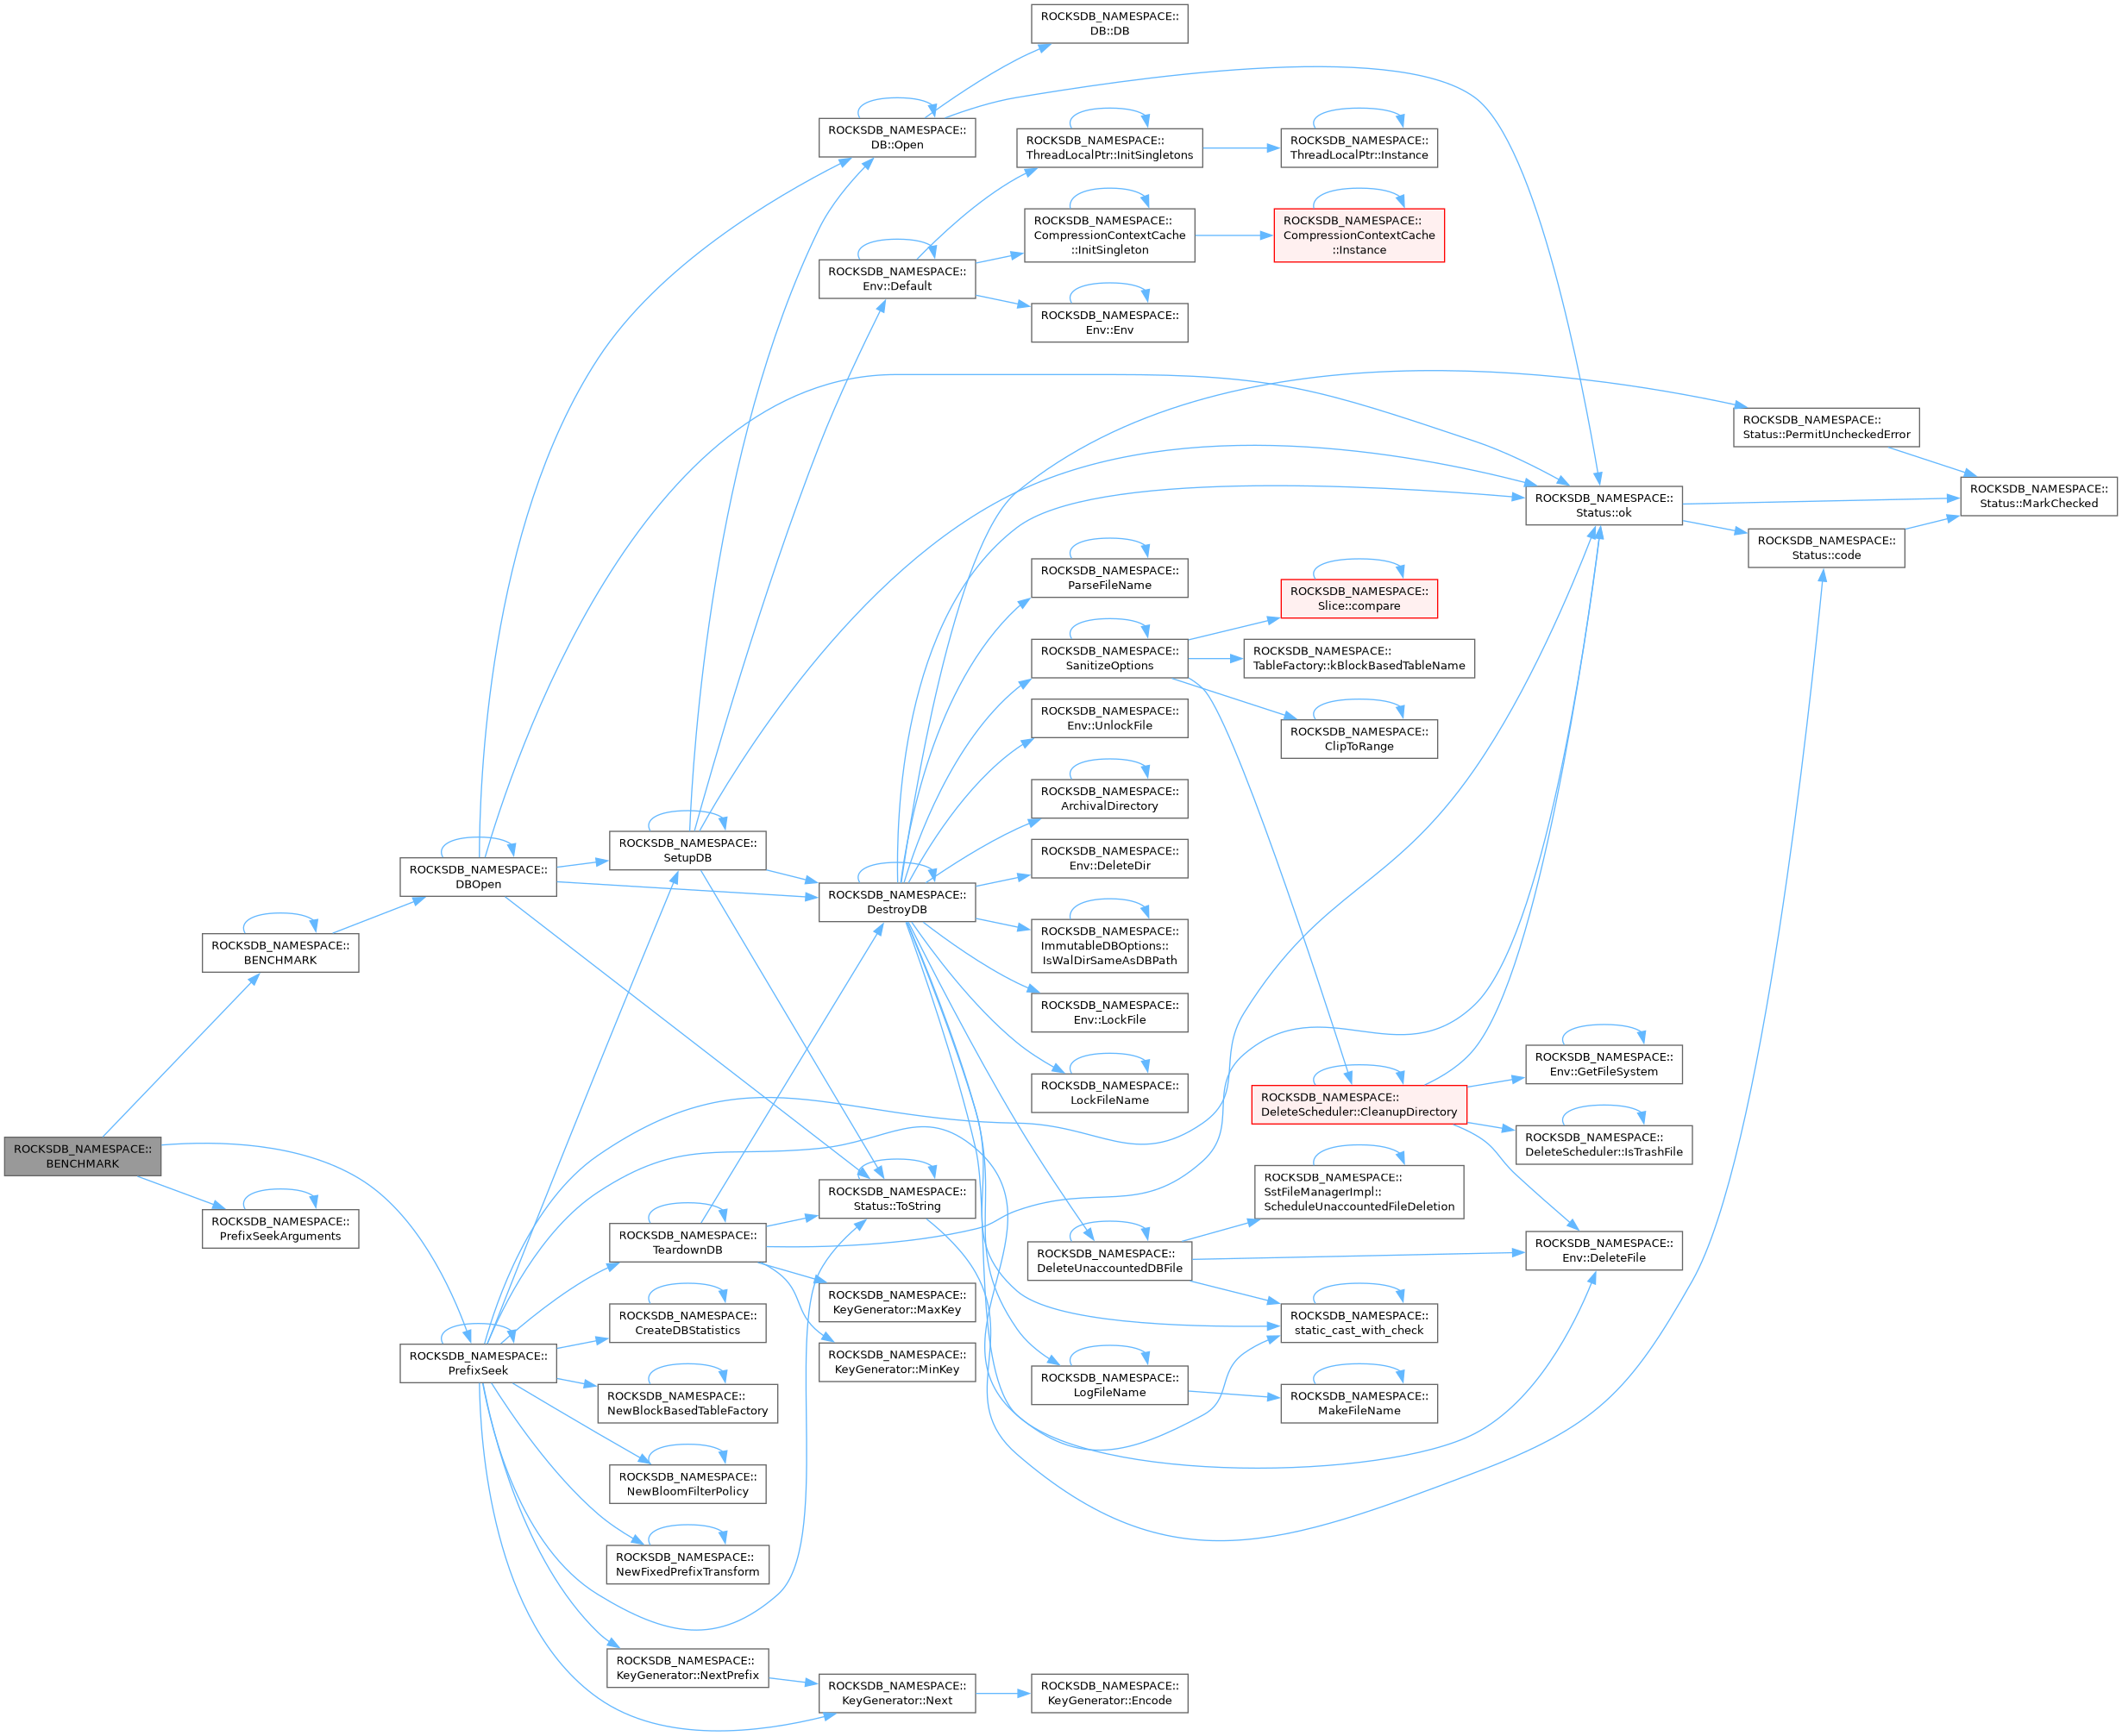 ROCKSDB_NAMESPACE::
DB::DB
ROCKSDB_NAMESPACE::
DB::Open
ROCKSDB_NAMESPACE::
ThreadLocalPtr::InitSingletons
ROCKSDB_NAMESPACE::
ThreadLocalPtr::Instance
ROCKSDB_NAMESPACE::
CompressionContextCache
::InitSingleton
ROCKSDB_NAMESPACE::
CompressionContextCache
::Instance
ROCKSDB_NAMESPACE::
Env::Default
ROCKSDB_NAMESPACE::
Env::Env
ROCKSDB_NAMESPACE::
Status::PermitUncheckedError
ROCKSDB_NAMESPACE::
Status::MarkChecked
ROCKSDB_NAMESPACE::
Status::ok
ROCKSDB_NAMESPACE::
Status::code
ROCKSDB_NAMESPACE::
ParseFileName
ROCKSDB_NAMESPACE::
Slice::compare
ROCKSDB_NAMESPACE::
SanitizeOptions
ROCKSDB_NAMESPACE::
TableFactory::kBlockBasedTableName
ROCKSDB_NAMESPACE::
Env::UnlockFile
ROCKSDB_NAMESPACE::
ClipToRange
ROCKSDB_NAMESPACE::
ArchivalDirectory
ROCKSDB_NAMESPACE::
SetupDB
ROCKSDB_NAMESPACE::
DBOpen
ROCKSDB_NAMESPACE::
Env::DeleteDir
ROCKSDB_NAMESPACE::
DestroyDB
ROCKSDB_NAMESPACE::
ImmutableDBOptions::
IsWalDirSameAsDBPath
ROCKSDB_NAMESPACE::
BENCHMARK
ROCKSDB_NAMESPACE::
Env::LockFile
ROCKSDB_NAMESPACE::
LockFileName
ROCKSDB_NAMESPACE::
Env::GetFileSystem
ROCKSDB_NAMESPACE::
DeleteScheduler::CleanupDirectory
ROCKSDB_NAMESPACE::
DeleteScheduler::IsTrashFile
ROCKSDB_NAMESPACE::
BENCHMARK
ROCKSDB_NAMESPACE::
SstFileManagerImpl::
ScheduleUnaccountedFileDeletion
ROCKSDB_NAMESPACE::
Status::ToString
ROCKSDB_NAMESPACE::
PrefixSeekArguments
ROCKSDB_NAMESPACE::
TeardownDB
ROCKSDB_NAMESPACE::
DeleteUnaccountedDBFile
ROCKSDB_NAMESPACE::
Env::DeleteFile
ROCKSDB_NAMESPACE::
KeyGenerator::MaxKey
ROCKSDB_NAMESPACE::
CreateDBStatistics
ROCKSDB_NAMESPACE::
static_cast_with_check
ROCKSDB_NAMESPACE::
PrefixSeek
ROCKSDB_NAMESPACE::
KeyGenerator::MinKey
ROCKSDB_NAMESPACE::
LogFileName
ROCKSDB_NAMESPACE::
MakeFileName
ROCKSDB_NAMESPACE::
NewBlockBasedTableFactory
ROCKSDB_NAMESPACE::
NewBloomFilterPolicy
ROCKSDB_NAMESPACE::
NewFixedPrefixTransform
ROCKSDB_NAMESPACE::
KeyGenerator::NextPrefix
ROCKSDB_NAMESPACE::
KeyGenerator::Next
ROCKSDB_NAMESPACE::
KeyGenerator::Encode